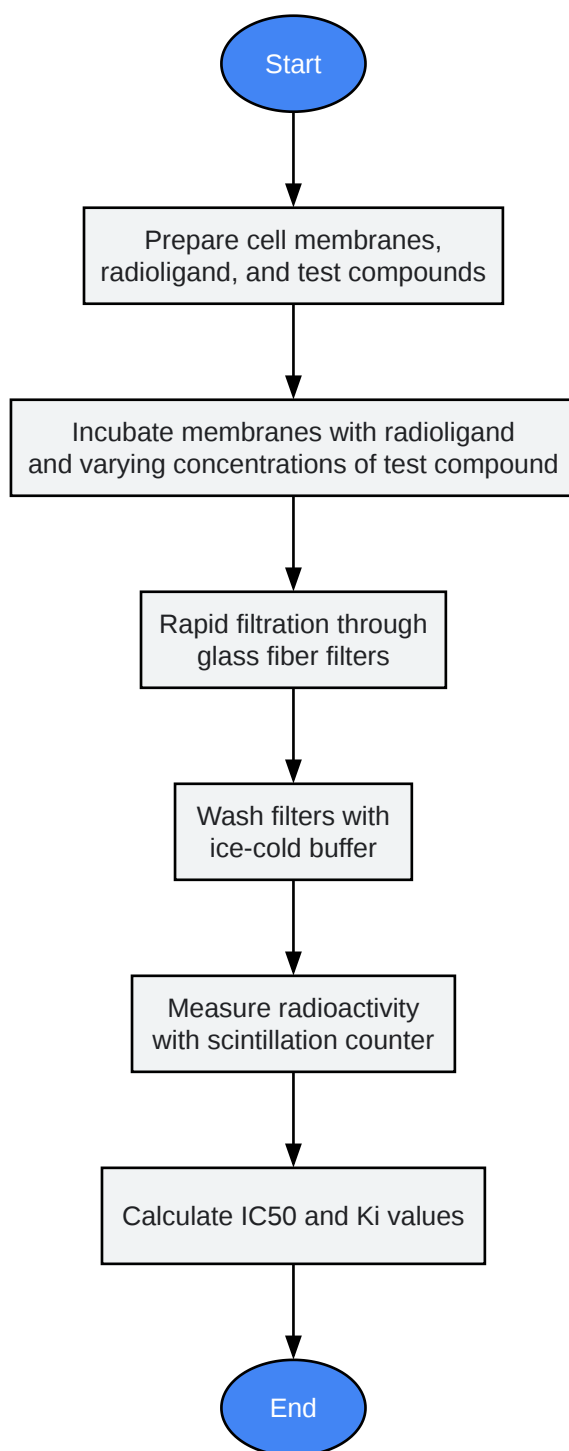 Start
Prepare cell membranes,
radioligand, and test compounds
Incubate membranes with radioligand
and varying concentrations of test compound
Rapid filtration through
glass fiber filters
Wash filters with
ice-cold buffer
Measure radioactivity
with scintillation counter
Calculate IC50 and Ki values
End